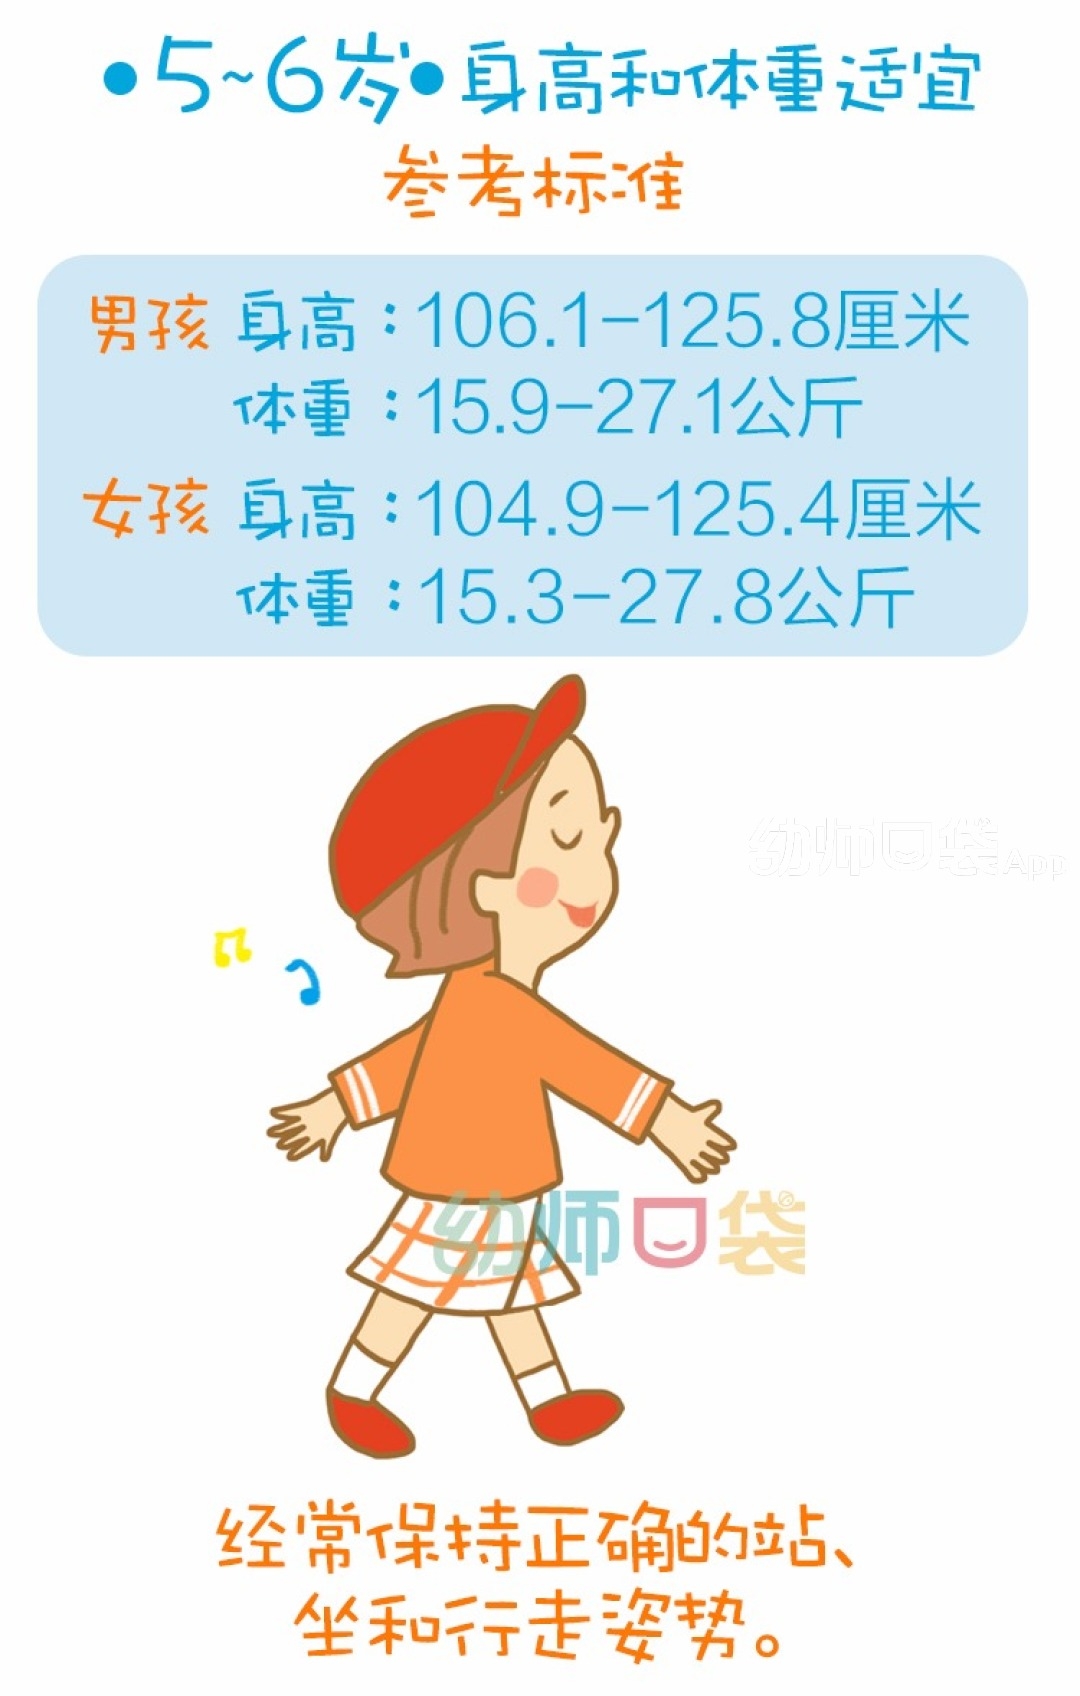 •5~6岁•身高和体重适宜
参考标准
男孩 身高：106.1-125.8厘米
体重：15.9-27.1公斤
女孩 身高：104.9-125.4厘米
体重：15.3-27.8公斤
幼师口袋App
幼师口袋
经常保持正确的站、
坐和行走姿势。